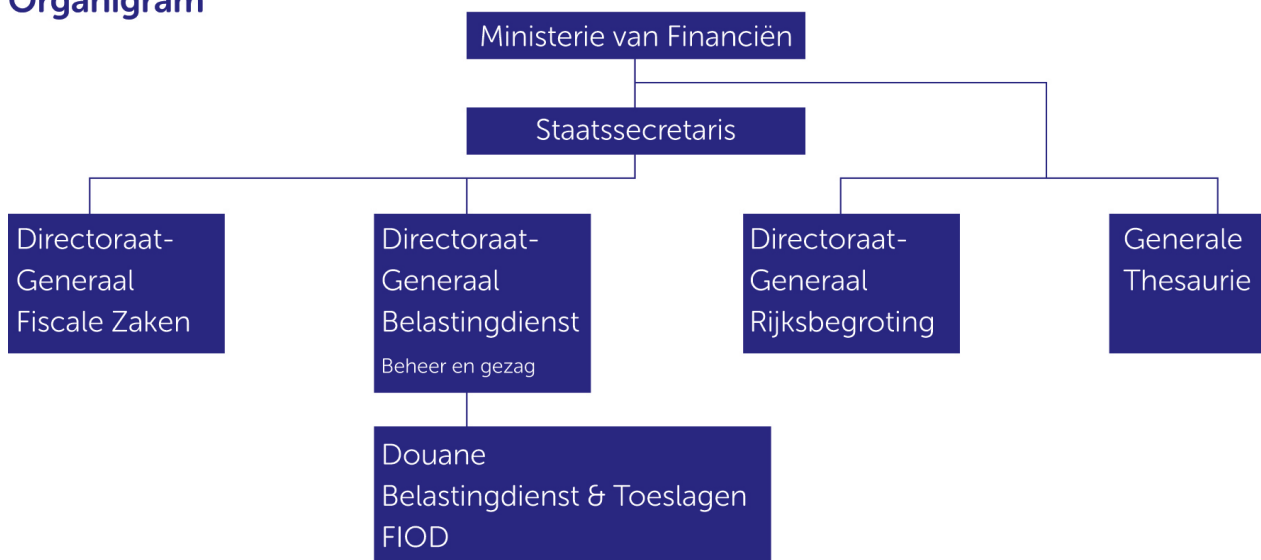 Organigram
Ministerie van Financiën
Staatssecretaris
Directoraat-
Generaal
Fiscale Zaken
Directoraat-
Generaal
Belastingdienst
Beheer en gezag
Directoraat-
Generaal
Rijksbegroting
Generale
Thesaurie
Douane
Belastingdienst & Toeslagen
FIOD